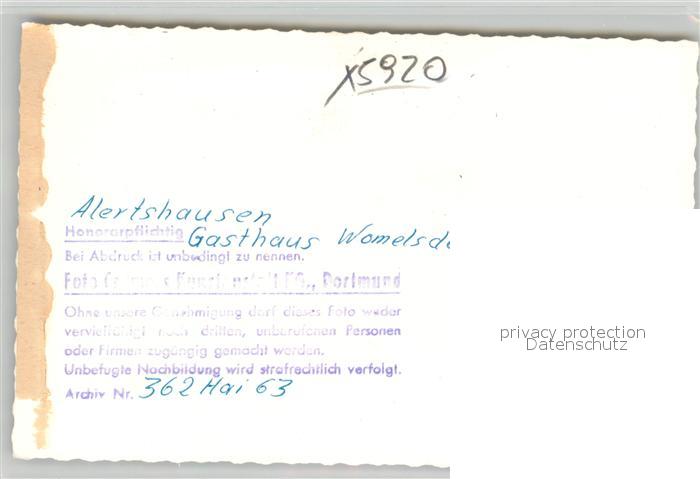 x5920
Alertshausen
Honorarpflichtig Gasthaus Womelsd
Bei Abdruck ist unbedingt zu nennen.
Foto KG., Dortmund
Ohne unsere Genehmigung darf dieses Foto weder
vervielfältigt noch dritten, unberufenen Personen
oder Firmen zugängig gemacht werden.
Unbefugte Nachbildung wird strafrechtlich verfolgt.
Archiv Nr. 362 Mai 63
privacy protection
Datenschutz